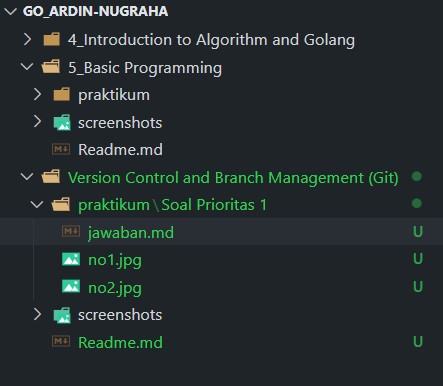 GO_ARDIN-NUGRAHA
4_Introduction to Algorithm and Golang
5_Basic Programming
praktikum
screenshots
Readme.md
Version Control and Branch Management (Git)
praktikum\Soal Prioritas 1
jawaban.md U
no1.jpg U
no2.jpg U
screenshots
Readme.md U